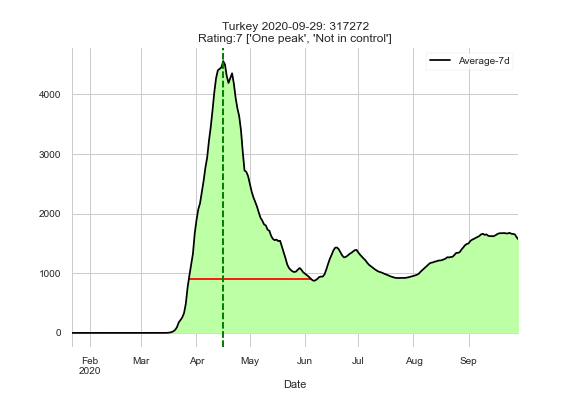 Turkey 2020-09-29: 317272
Rating:7 ['One peak', 'Not in control']
Average-7d
4000
3000
2000
1000
0
Feb Mar Apr May Jun Jul Aug Sep
2020
Date